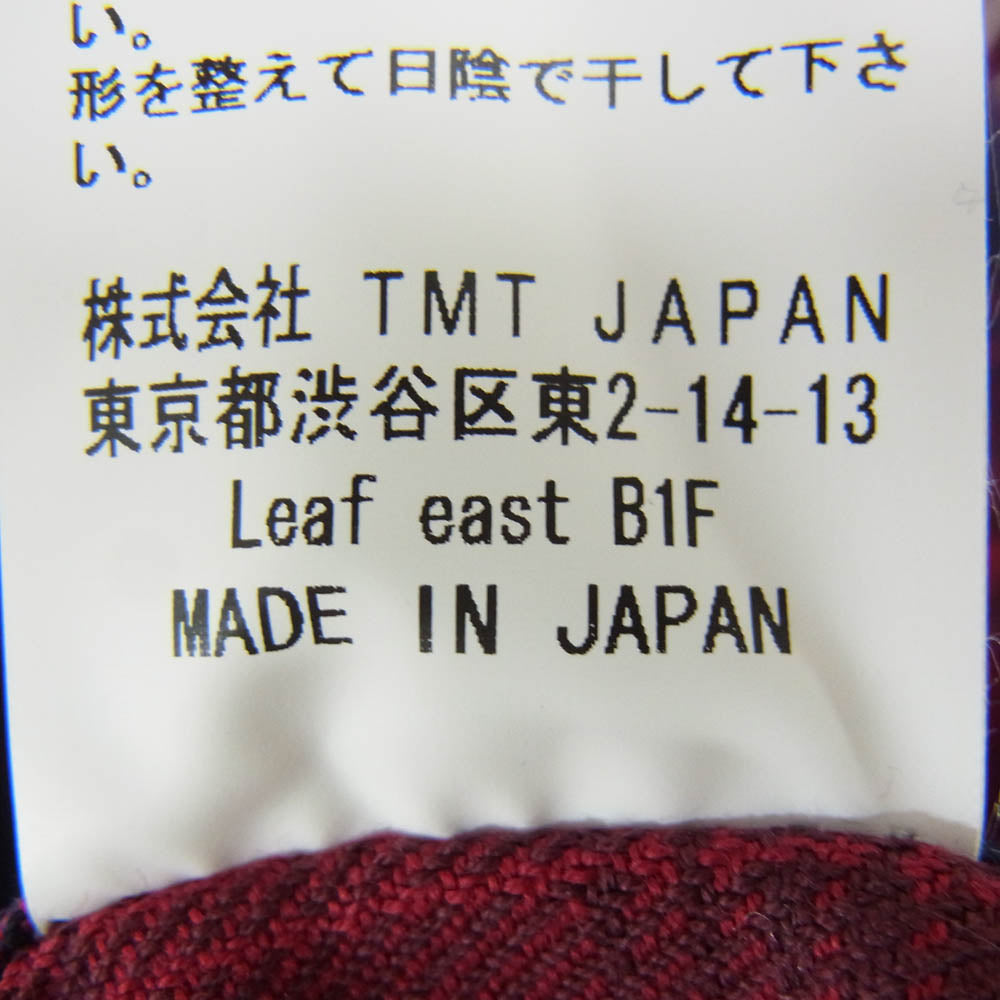 い。
形を整えて日陰で干して下さ
い。
株式会社 TMT JAPAN
東京都渋谷区東2-14-13
Leaf east B1F
MADE IN JAPAN